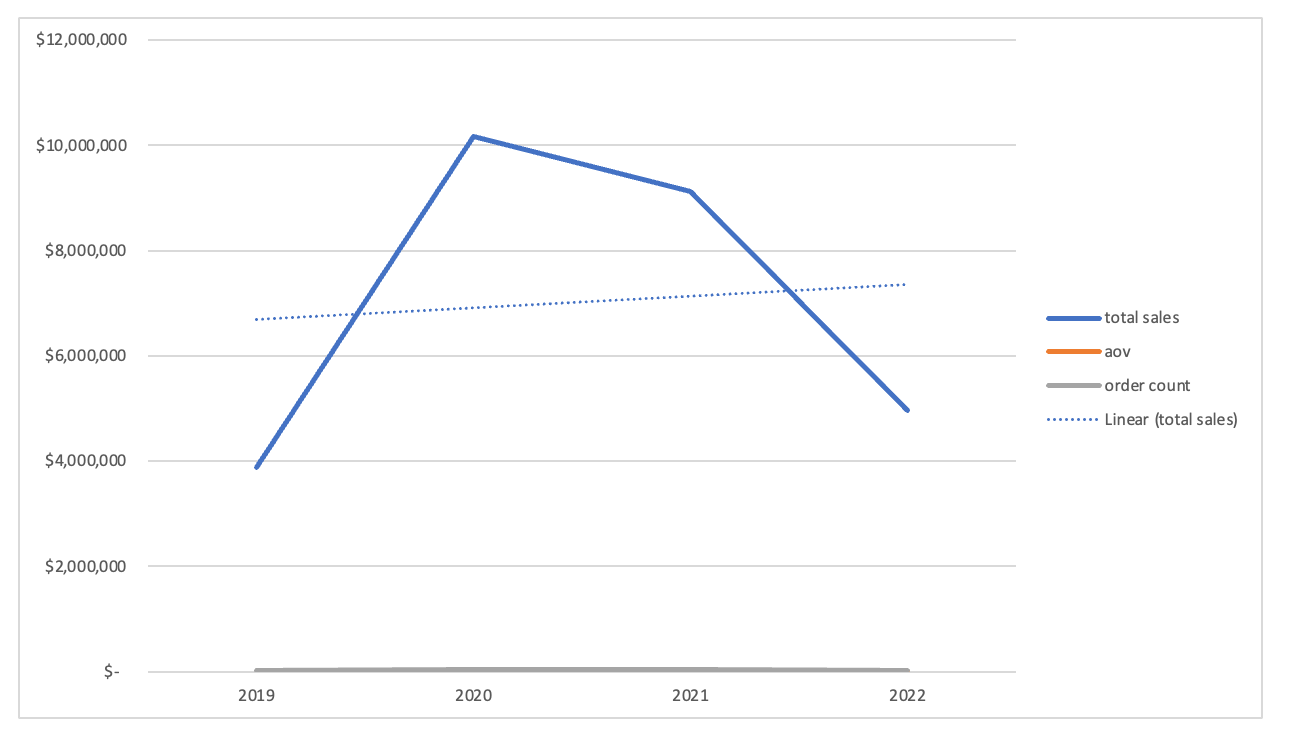 $12,000,000
$10,000,000
$8,000,000
$6,000,000
$4,000,000
$2,000,000
$-
2019 2020 2021 2022
total sales
aov
order count
Linear (total sales)